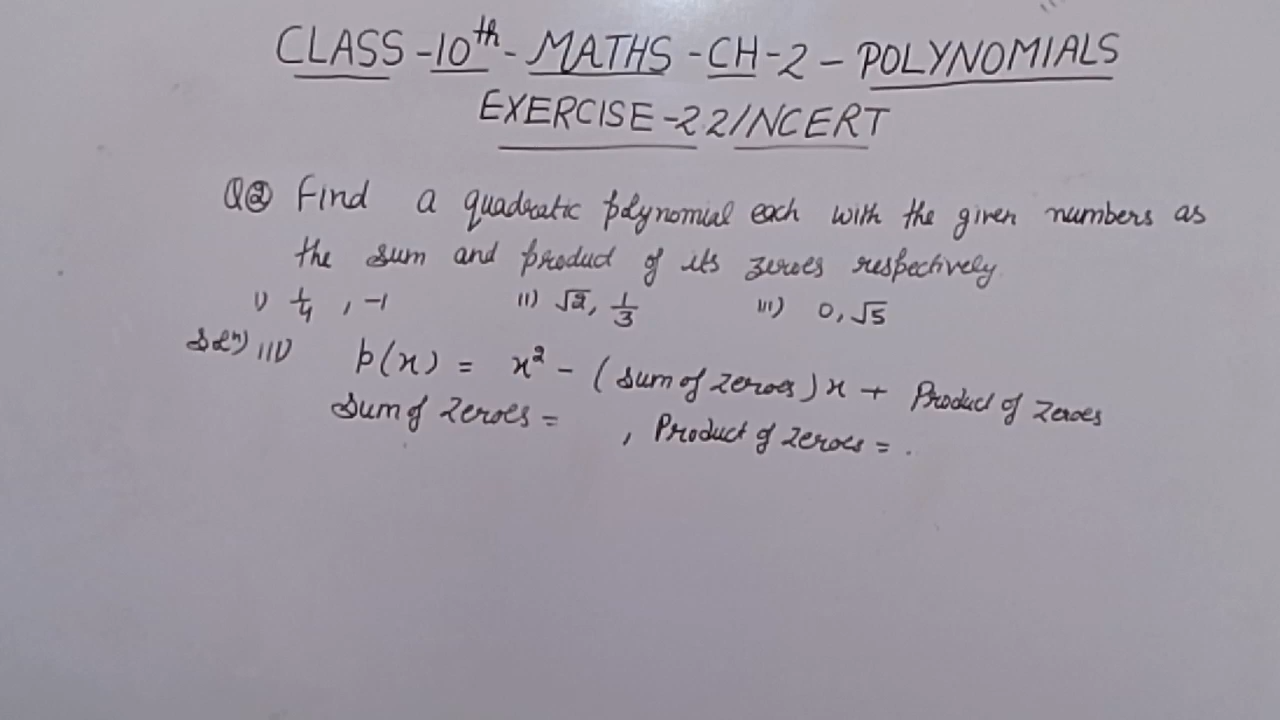 CLASS-10th-MATHS-CH-2-POLYNOMIALS
EXERCISE-2.2/NCERT
Q② Find a quadratic polynomial each with the given numbers as
the sum and product of its zeroes respectively.
i) 1/4, -1 ii) √2, 1/3 iii) 0, √5
Solⁿ) iii) p(x) = x² - (sum of zeroes)x + Product of zeroes
Sum of zeroes = , Product of zeroes = .